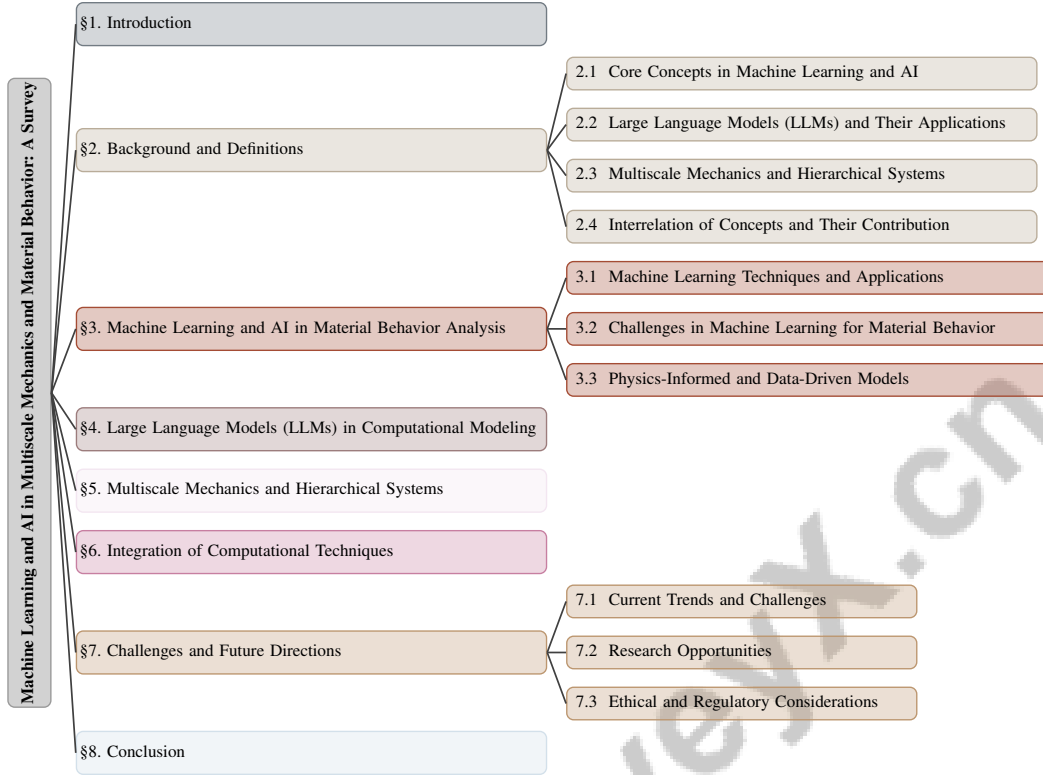 Machine Learning and AI in Multiscale Mechanics and Material Behavior: A Survey
§1. Introduction
§2. Background and Definitions
2.1 Core Concepts in Machine Learning and AI
2.2 Large Language Models (LLMs) and Their Applications
2.3 Multiscale Mechanics and Hierarchical Systems
2.4 Interrelation of Concepts and Their Contribution
§3. Machine Learning and AI in Material Behavior Analysis
3.1 Machine Learning Techniques and Applications
3.2 Challenges in Machine Learning for Material Behavior
3.3 Physics-Informed and Data-Driven Models
§4. Large Language Models (LLMs) in Computational Modeling
§5. Multiscale Mechanics and Hierarchical Systems
§6. Integration of Computational Techniques
§7. Challenges and Future Directions
7.1 Current Trends and Challenges
7.2 Research Opportunities
7.3 Ethical and Regulatory Considerations
§8. Conclusion
eyx.cn